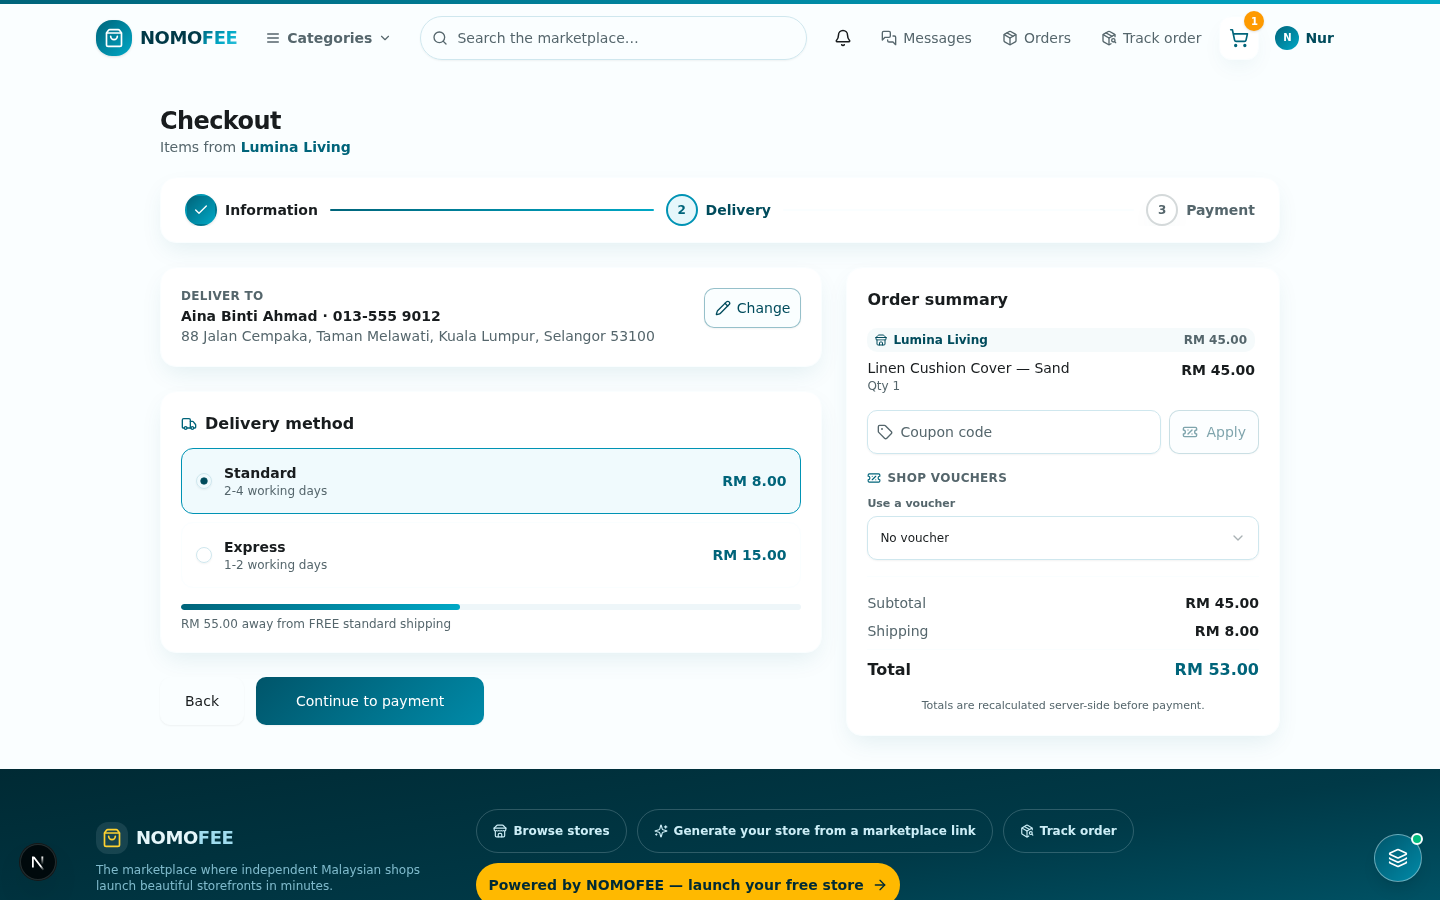 NOMOFEE
Categories
Search the marketplace...
Messages
Orders
Track order
1
N
Nur
Checkout
Items from Lumina Living
Information
2
Delivery
3
Payment
DELIVER TO
Aina Binti Ahmad · 013-555 9012
88 Jalan Cempaka, Taman Melawati, Kuala Lumpur, Selangor 53100
Change
Delivery method
Standard
2-4 working days
RM 8.00
Express
1-2 working days
RM 15.00
RM 55.00 away from FREE standard shipping
Back
Continue to payment
Order summary
Lumina Living
RM 45.00
Linen Cushion Cover — Sand
RM 45.00
Qty 1
Coupon code
Apply
SHOP VOUCHERS
Use a voucher
No voucher
Subtotal
RM 45.00
Shipping
RM 8.00
Total
RM 53.00
Totals are recalculated server-side before payment.
NOMOFEE
The marketplace where independent Malaysian shops
launch beautiful storefronts in minutes.
Browse stores
Generate your store from a marketplace link
Track order
Powered by NOMOFEE — launch your free store
N